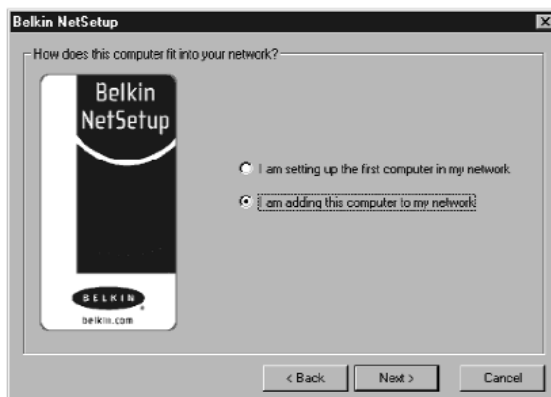 Belkin NetSetup
How does this computer fit into your network?
Belkin
NetSetup
I am setting up the first computer in my network
I am adding this computer to my network
BELKIN
belkin.com
< Back
Next >
Cancel